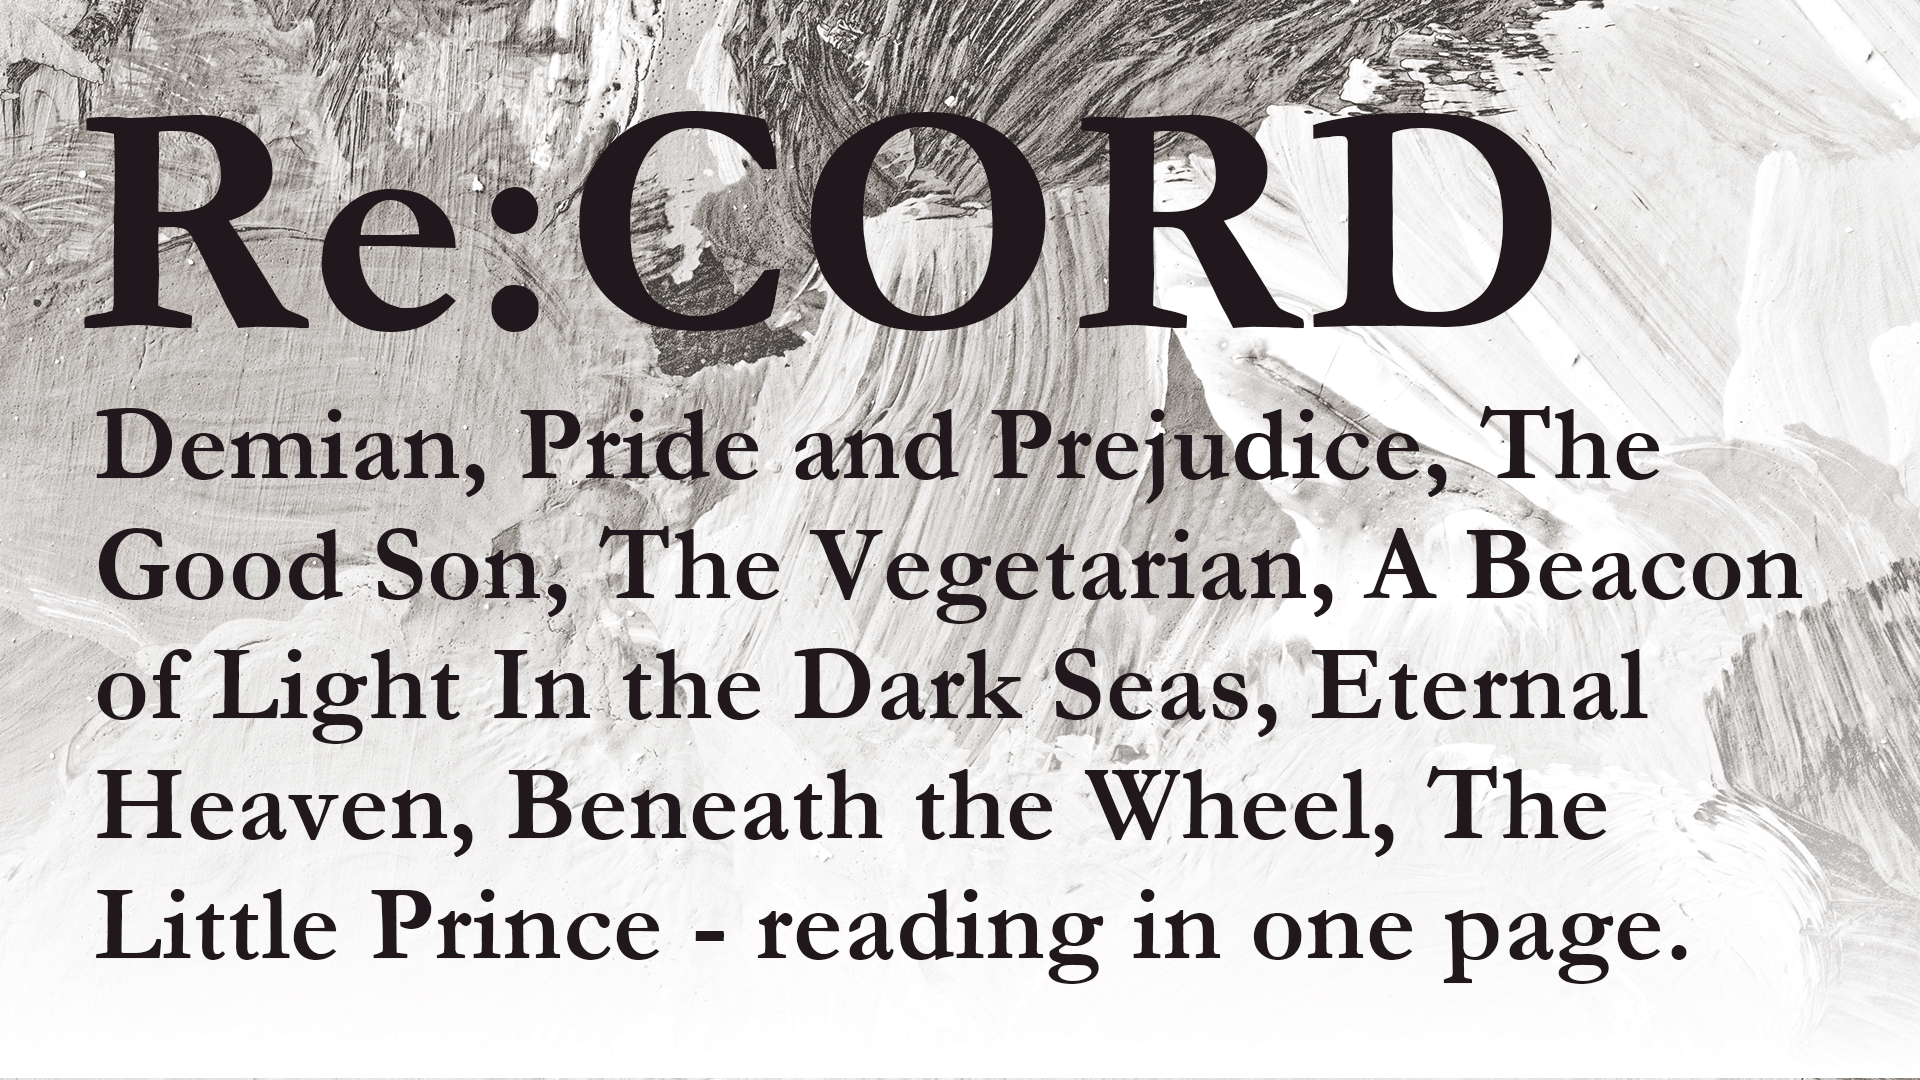 Re:CORD
Demian, Pride and Prejudice, The
Good Son, The Vegetarian, A Beacon
of Light In the Dark Seas, Eternal
Heaven, Beneath the Wheel, The
Little Prince - reading in one page.